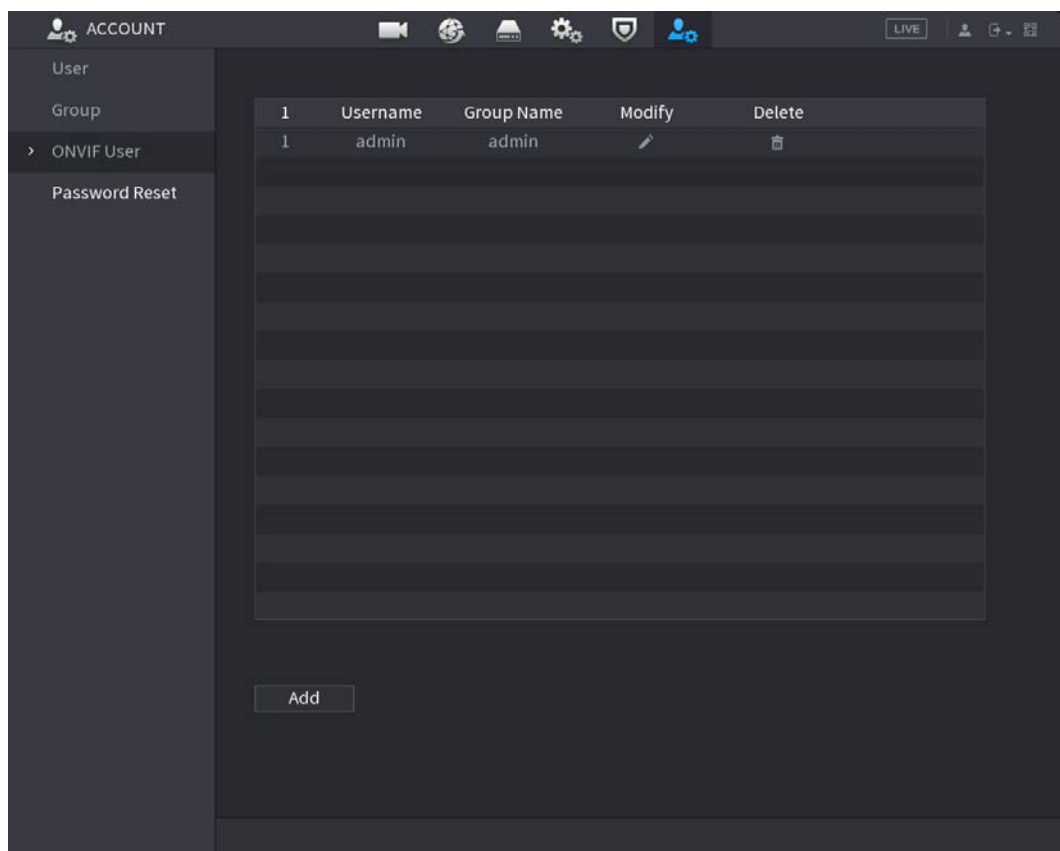 ACCOUNT LIVE
User
Group
ONVIF User
Password Reset
1 Username Group Name Modify Delete
1 admin admin
Add